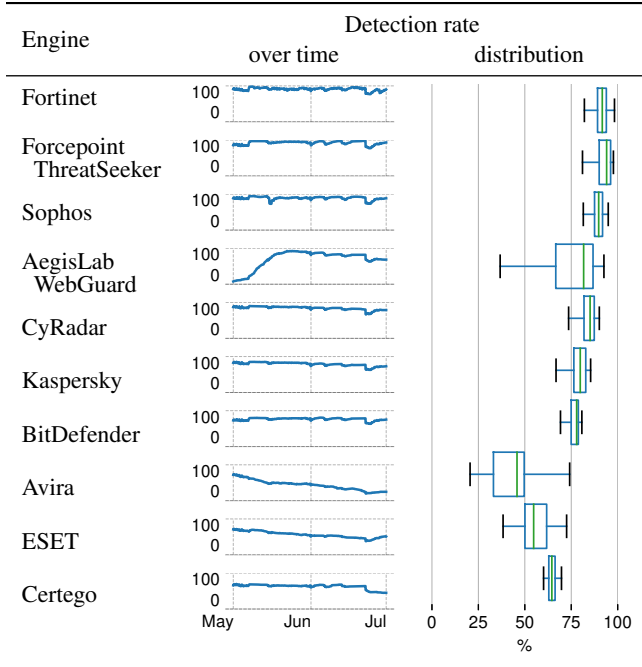 Engine
Detection rate
over time
distribution
Fortinet
100
0
Forcepoint
ThreatSeeker
100
0
Sophos
100
0
AegisLab
WebGuard
100
0
CyRadar
100
0
Kaspersky
100
0
BitDefender
100
0
Avira
100
0
ESET
100
0
Certego
100
0
May Jun Jul
0 25 50 75 100
%